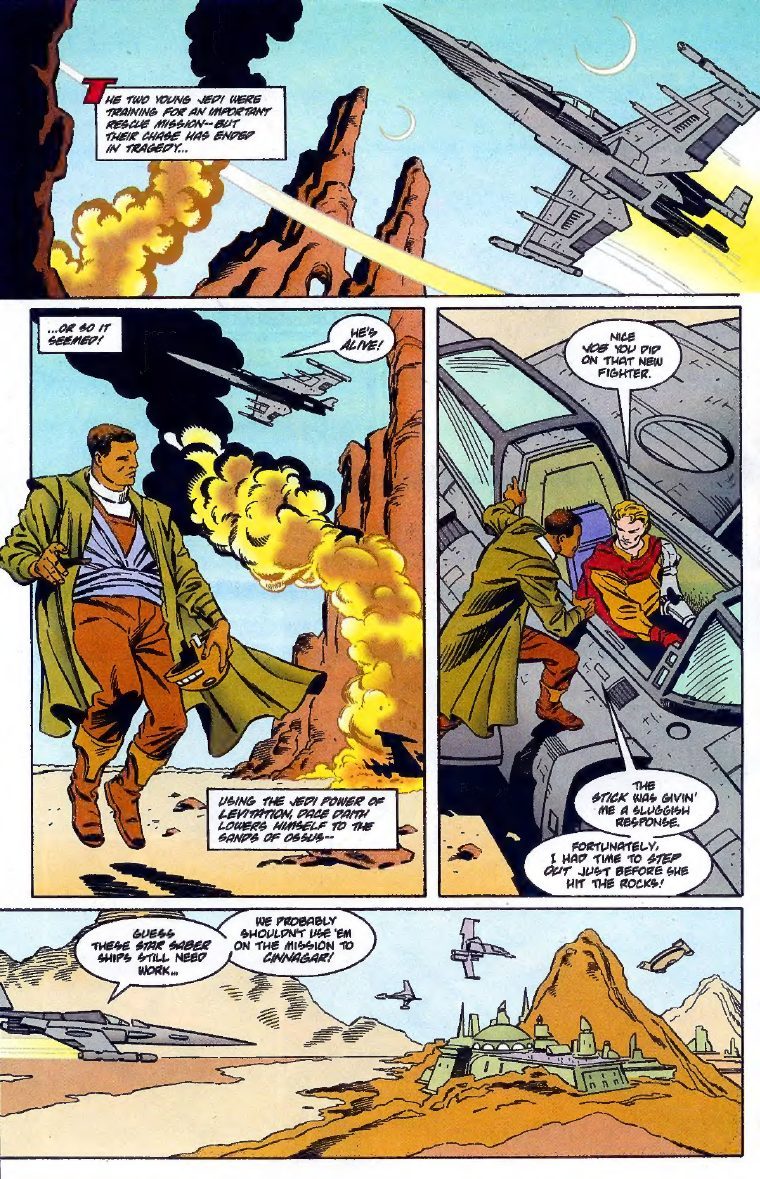 THE TWO YOUNG JEDI WERE
TRAINING FOR AN IMPORTANT
RESCUE MISSION--BUT
THEIR CHASE HAS ENDED
IN TRAGEDY...
...OR SO IT
SEEMED!
HE'S
ALIVE!
USING THE JEDI POWER OF
LEVITATION, DACE DAITH
LOWERS HIMSELF TO THE
SANDS OF OSSUS--
NICE
JOB YOU DID
ON THAT NEW
FIGHTER.
THE
STICK WAS GIVIN'
ME A SLUGGISH
RESPONSE.
FORTUNATELY,
I HAD TIME TO STEP
OUT JUST BEFORE SHE
HIT THE ROCKS!
GUESS
THESE STAR SABER
SHIPS STILL NEED
WORK...
WE PROBABLY
SHOULDN'T USE 'EM
ON THE MISSION TO
CINNAGAR!